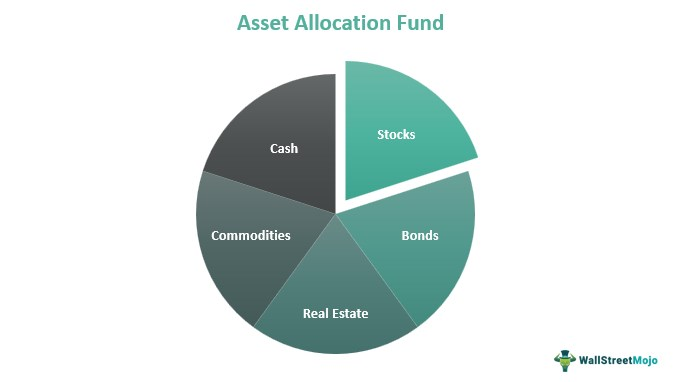 Asset Allocation Fund
Stocks
Cash
Commodities
Bonds
Real Estate
WallStreetMojo